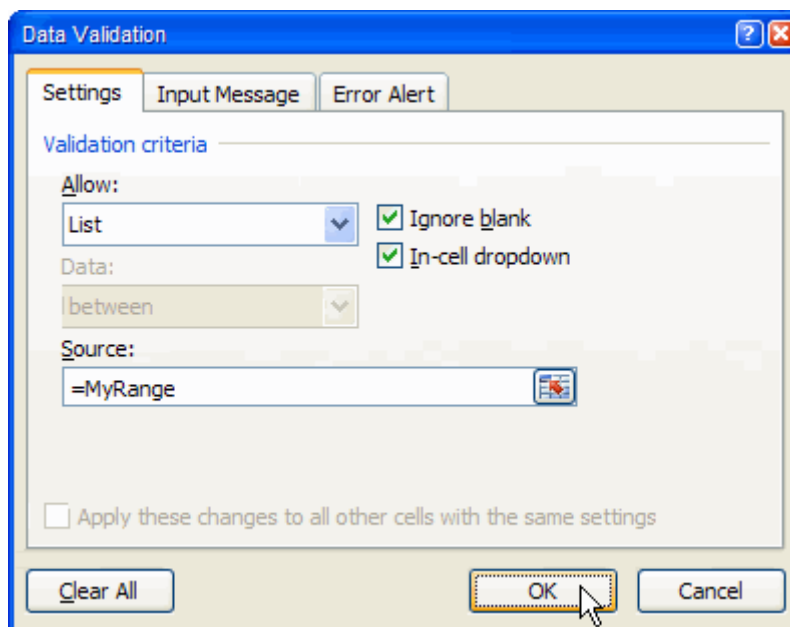 Data Validation
Settings Input Message Error Alert
Validation criteria
Allow:
List Ignore blank
In-cell dropdown
Data:
between
Source:
=MyRange
Apply these changes to all other cells with the same settings
Clear All OK Cancel